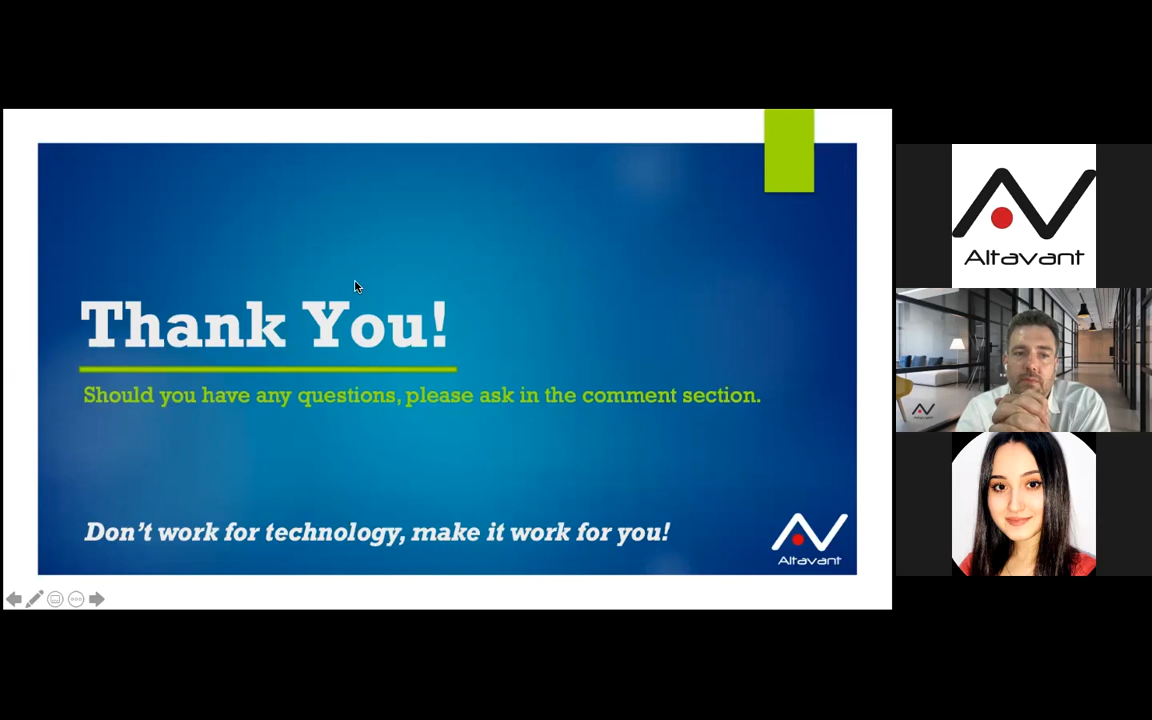 Thank You!
Should you have any questions, please ask in the comment section.
Don't work for technology, make it work for you!
Altavant
Altavant